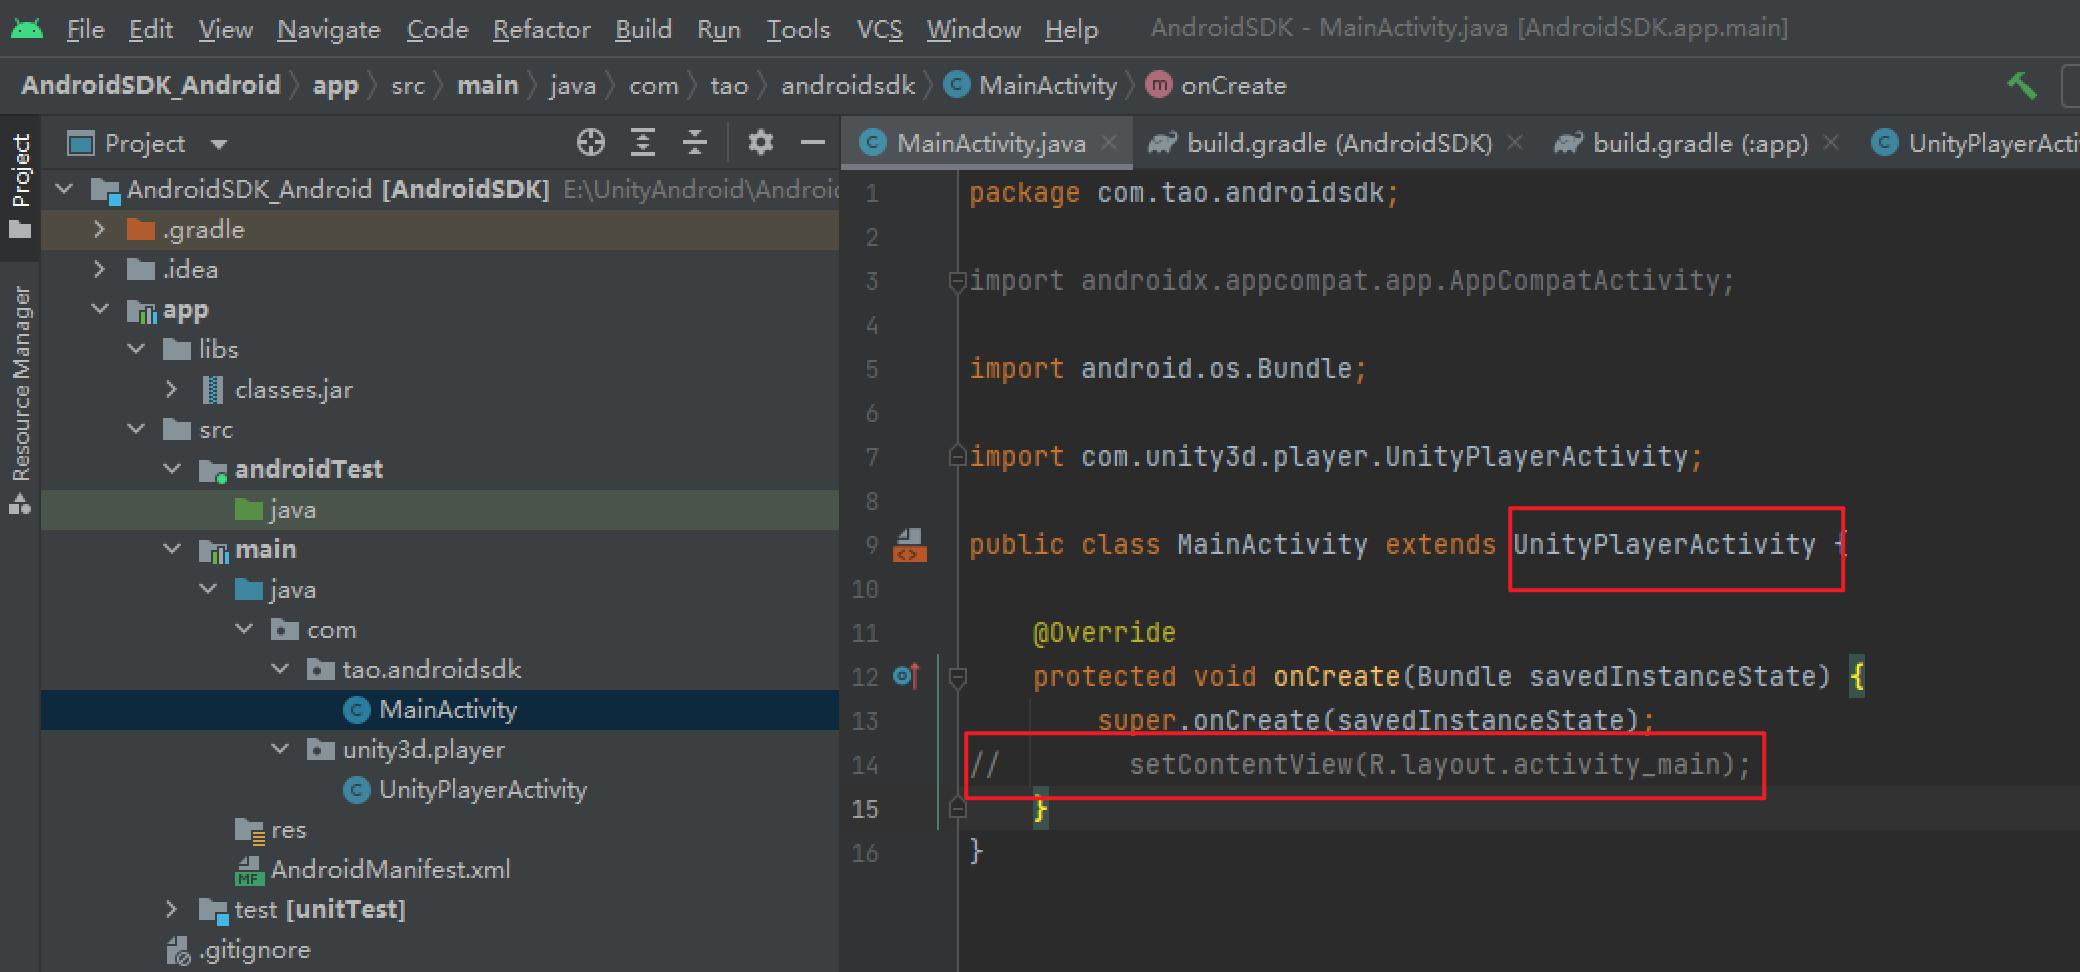 File Edit View Navigate Code Refactor Build Run Tools VCS Window Help AndroidSDK - MainActivity.java [AndroidSDK.app.main]
AndroidSDK_Android app src main java com tao androidsdk C MainActivity m onCreate
Project
MainActivity.java build.gradle (AndroidSDK) build.gradle (:app) UnityPlayerActi
Project
Resource Manager
AndroidSDK_Android [AndroidSDK] E:\UnityAndroid\Androi
.gradle
.idea
app
libs
classes.jar
src
androidTest
java
main
java
com
tao.androidsdk
MainActivity
unity3d.player
UnityPlayerActivity
res
AndroidManifest.xml
test [unitTest]
.gitignore
1 package com.tao.androidsdk;
2
3 import androidx.appcompat.app.AppCompatActivity;
4
5 import android.os.Bundle;
6
7 import com.unity3d.player.UnityPlayerActivity;
8
9 public class MainActivity extends UnityPlayerActivity {
10
11 @Override
12 protected void onCreate(Bundle savedInstanceState) {
13 super.onCreate(savedInstanceState);
14 // setContentView(R.layout.activity_main);
15 }
16 }